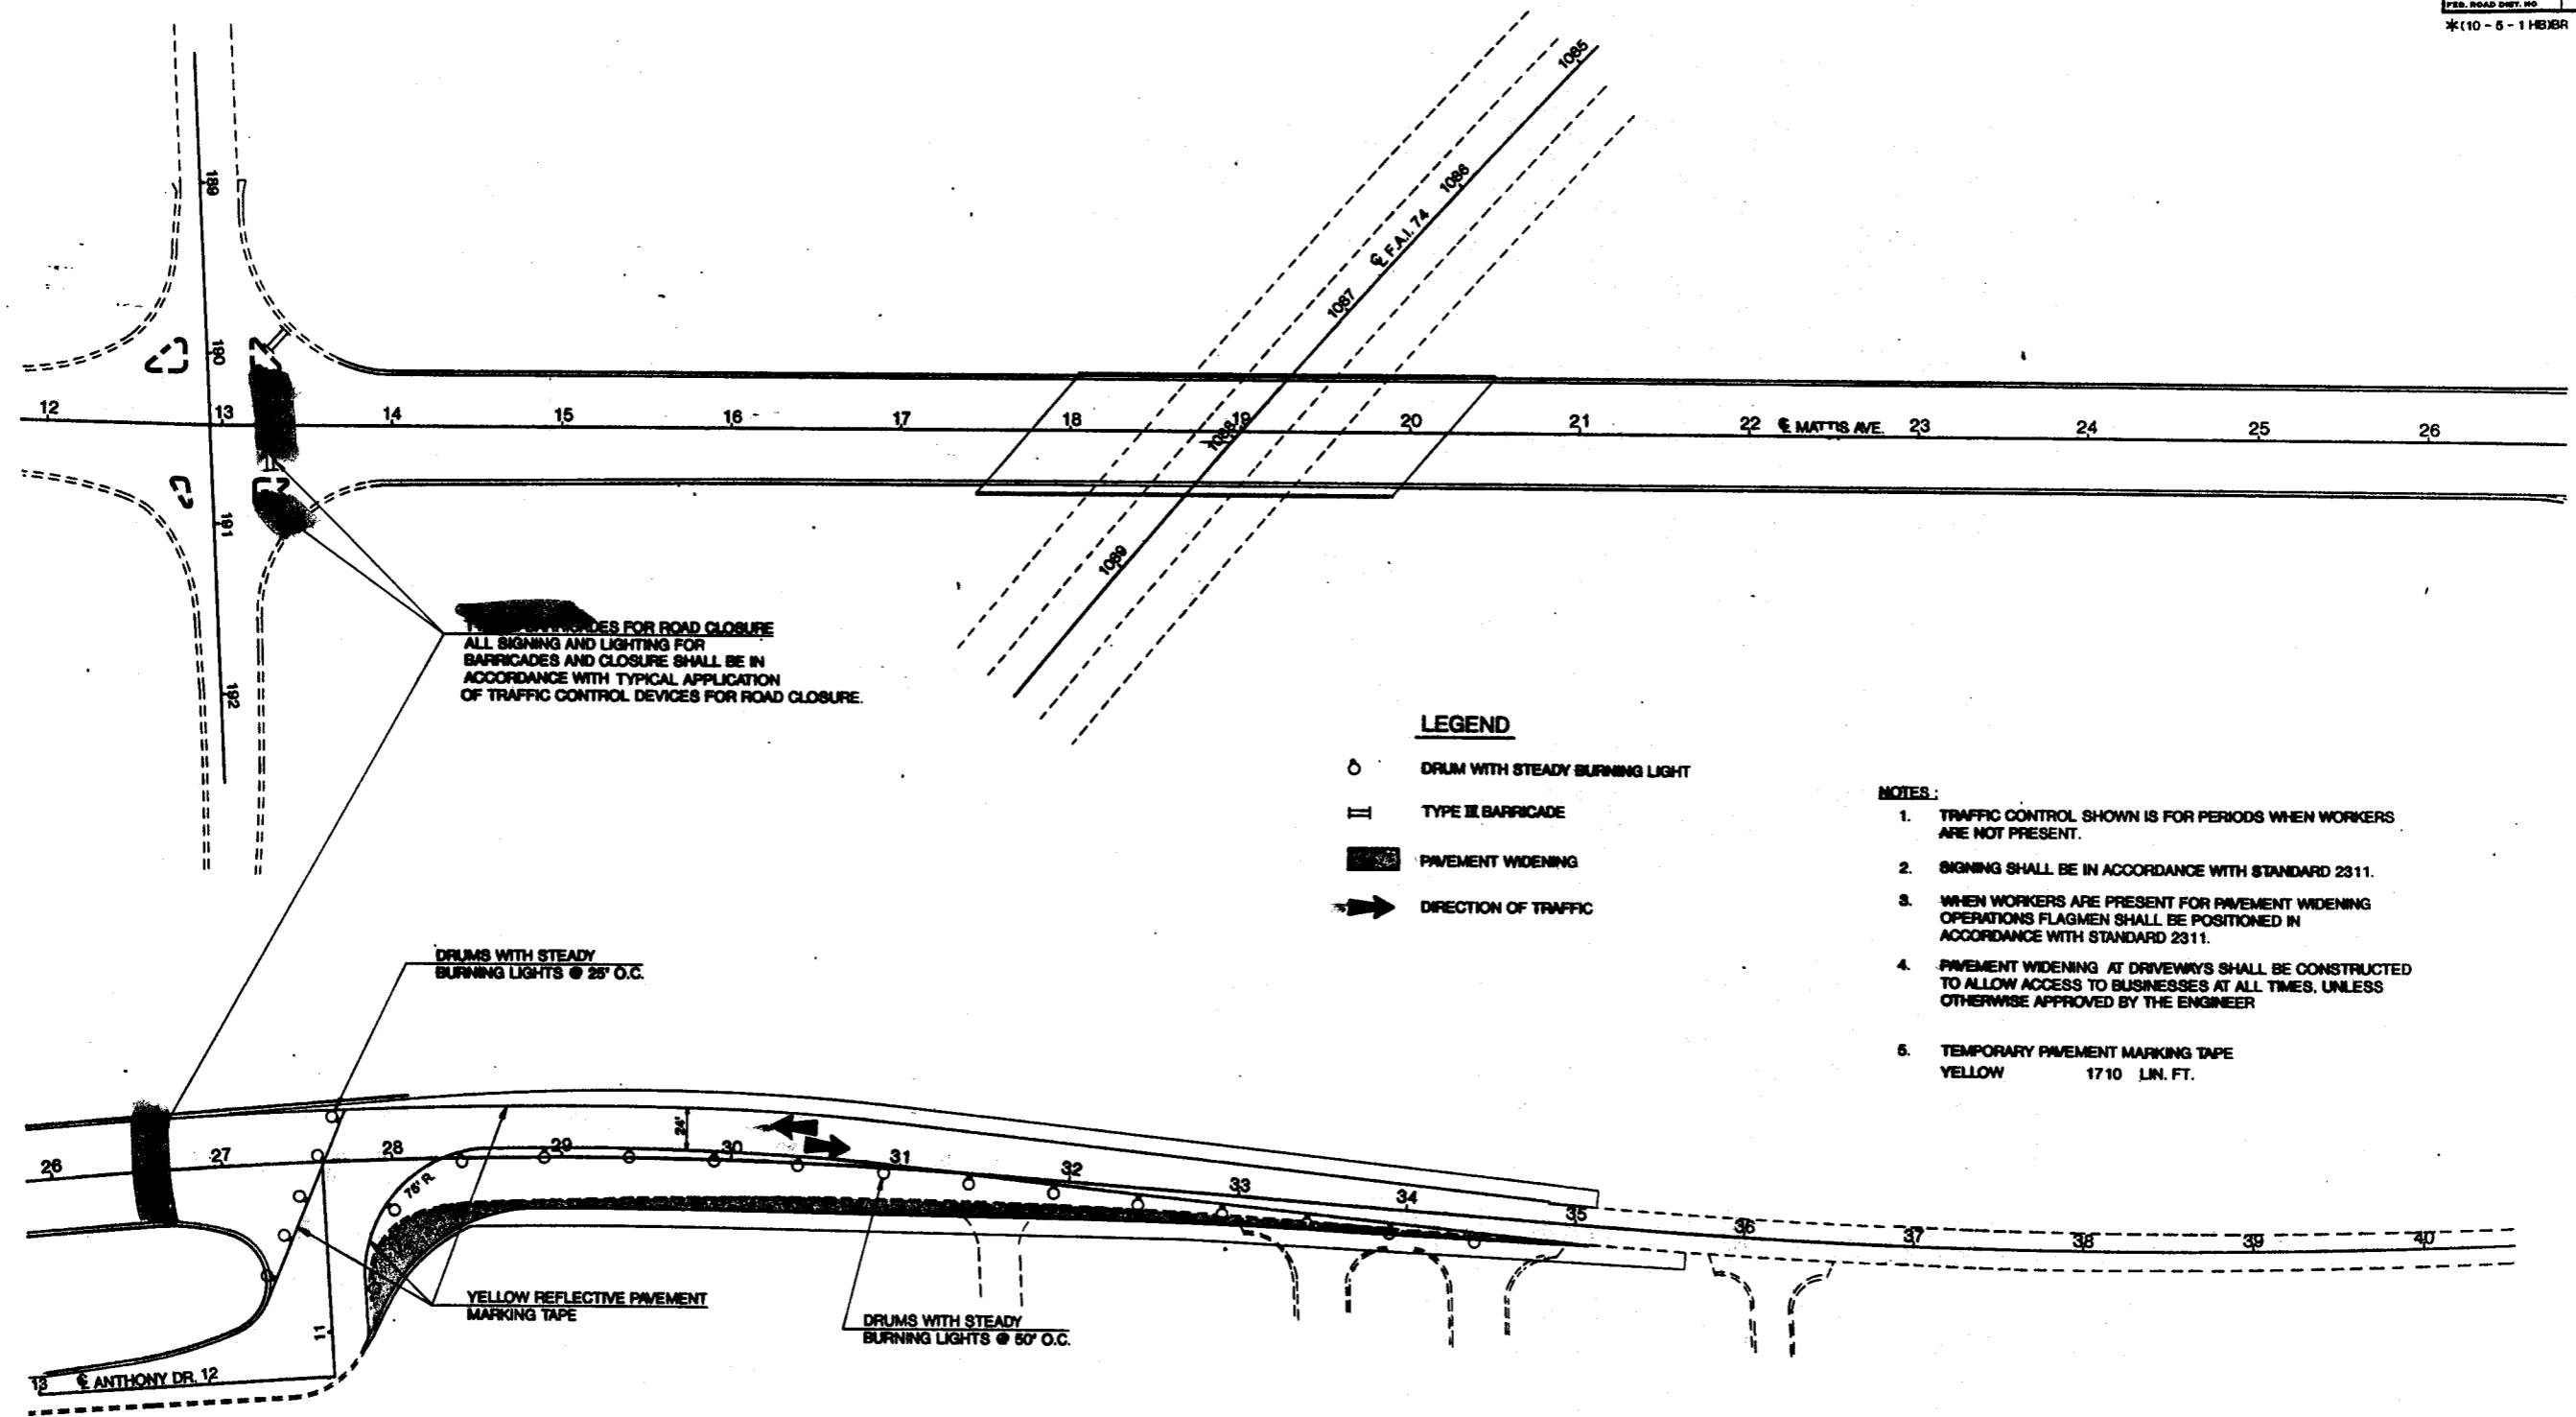 FED. ROAD DIST. NO
*(10-5-1 HB)BR
1085
1086
℄ F.A.I. 74
1087
1088
1089
189
190
191
192
12 13 14 15 16 17 18 19 20 21 22 ℄ MATTIS AVE. 23 24 25 26
FOR ROAD CLOSURE
ALL SIGNING AND LIGHTING FOR
BARRICADES AND CLOSURE SHALL BE IN
ACCORDANCE WITH TYPICAL APPLICATION
OF TRAFFIC CONTROL DEVICES FOR ROAD CLOSURE.
LEGEND
DRUM WITH STEADY BURNING LIGHT
TYPE III BARRICADE
PAVEMENT WIDENING
DIRECTION OF TRAFFIC
NOTES :
1. TRAFFIC CONTROL SHOWN IS FOR PERIODS WHEN WORKERS
ARE NOT PRESENT.
2. SIGNING SHALL BE IN ACCORDANCE WITH STANDARD 2311.
3. WHEN WORKERS ARE PRESENT FOR PAVEMENT WIDENING
OPERATIONS FLAGMEN SHALL BE POSITIONED IN
ACCORDANCE WITH STANDARD 2311.
4. PAVEMENT WIDENING AT DRIVEWAYS SHALL BE CONSTRUCTED
TO ALLOW ACCESS TO BUSINESSES AT ALL TIMES, UNLESS
OTHERWISE APPROVED BY THE ENGINEER
5. TEMPORARY PAVEMENT MARKING TAPE
YELLOW 1710 LIN. FT.
DRUMS WITH STEADY
BURNING LIGHTS @ 25' O.C.
26 27 28 29 30 31 32 33 34 35 36 37 38 39 40
24'
75' R.
YELLOW REFLECTIVE PAVEMENT
MARKING TAPE
DRUMS WITH STEADY
BURNING LIGHTS @ 50' O.C.
11
13 ℄ ANTHONY DR. 12